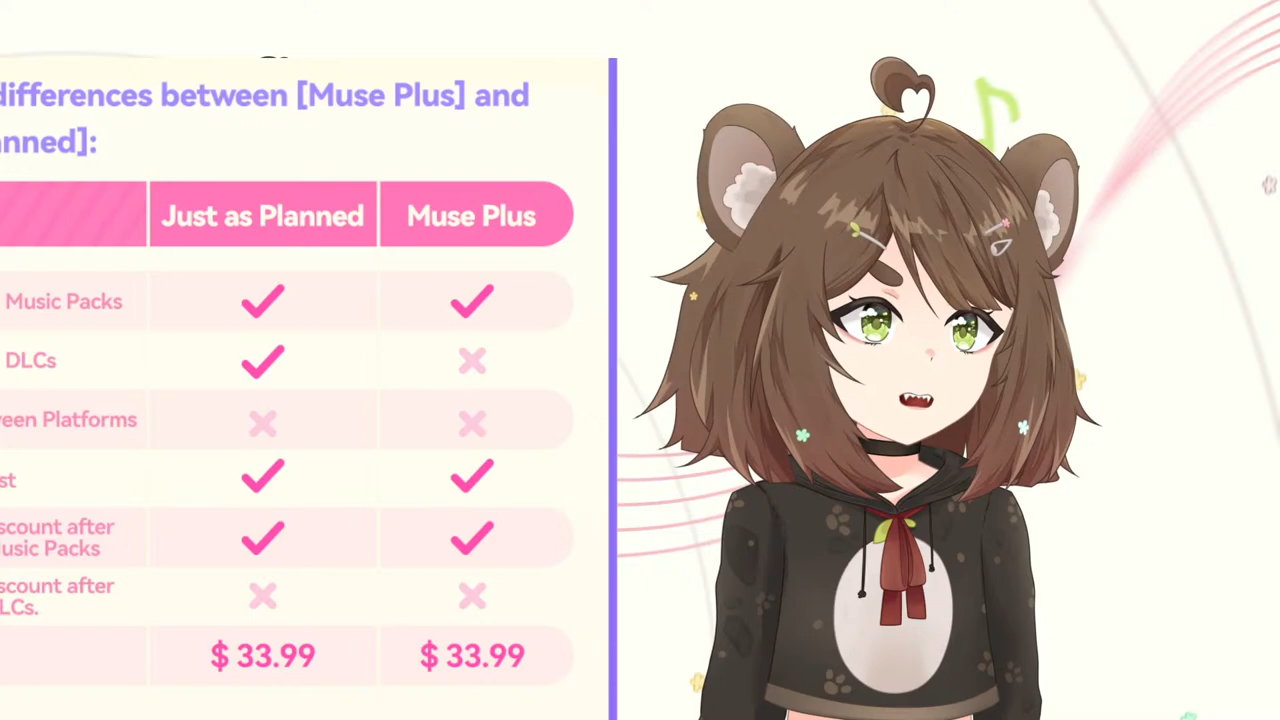 differences between [Muse Plus] and
anned]:
Just as Planned Muse Plus
Music Packs
DLCs
een Platforms
st
scount after
usic Packs
scount after
LCs.
$ 33.99 $ 33.99